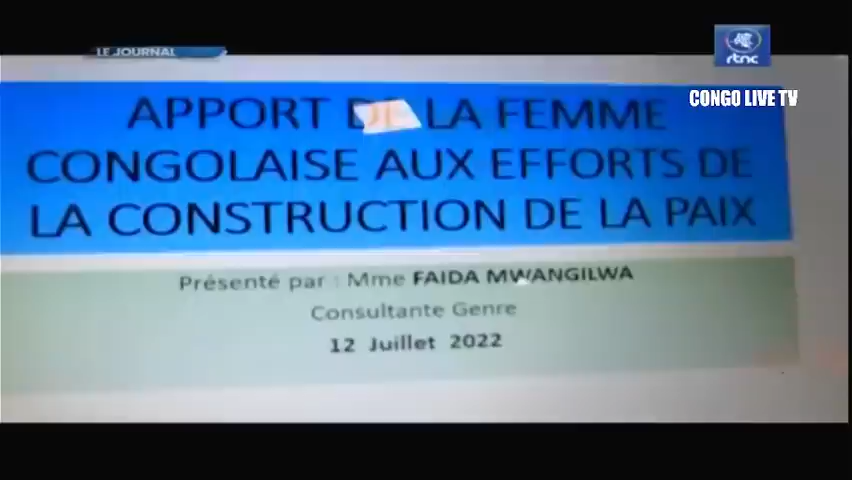 LE JOURNAL
rtnc
CONGO LIVE TV
APPORT DE LA FEMME
CONGOLAISE AUX EFFORTS DE
LA CONSTRUCTION DE LA PAIX
Présenté par : Mme FAIDA MWANGILWA
Consultante Genre
12 Juillet 2022